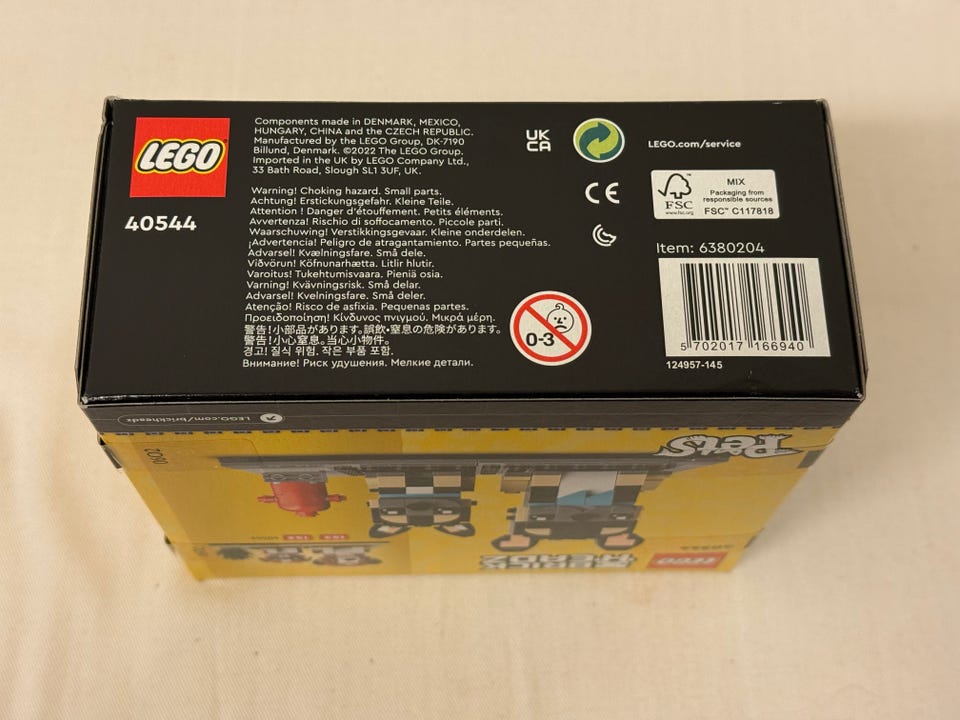 LEGO
40544
Components made in DENMARK, MEXICO,
HUNGARY, CHINA and the CZECH REPUBLIC.
Manufactured by the LEGO Group, DK-7190
Billund, Denmark. ©2022 The LEGO Group.
Imported in the UK by LEGO Company Ltd.,
33 Bath Road, Slough SL1 3UF, UK.
Warning! Choking hazard. Small parts.
Achtung! Erstickungsgefahr. Kleine Teile.
Attention ! Danger d'étouffement. Petits éléments.
Avvertenza! Rischio di soffocamento. Piccole parti.
Waarschuwing! Verstikkingsgevaar. Kleine onderdelen.
¡Advertencia! Peligro de atragantamiento. Partes pequeñas.
Advarsel! Kvælningsfare. Små dele.
Viðvörun! Köfnunarhætta. Litlir hlutir.
Varoitus! Tukehtumisvaara. Pieniä osia.
Varning! Kvävningsrisk. Små delar.
Advarsel! Kvelningsfare. Små deler.
Atenção! Risco de asfixia. Pequenas partes.
Προειδοποίηση! Κίνδυνος πνιγμού. Μικρά μέρη.
警告!小部品があります。誤飲•窒息の危険があります。
警告!小心窒息。当心小物件。
경고! 질식 위험. 작은 부품 포함.
Внимание! Риск удушения. Мелкие детали.
UK
CA
CE
0-3
LEGO.com/service
FSC
www.fsc.org
MIX
Packaging from
responsible sources
FSC™ C117818
Item: 6380204
5 702017 166940
124957-145
LEGO.com/brickheadz
Pets
40544
LEGO
BRICK
HEADZ